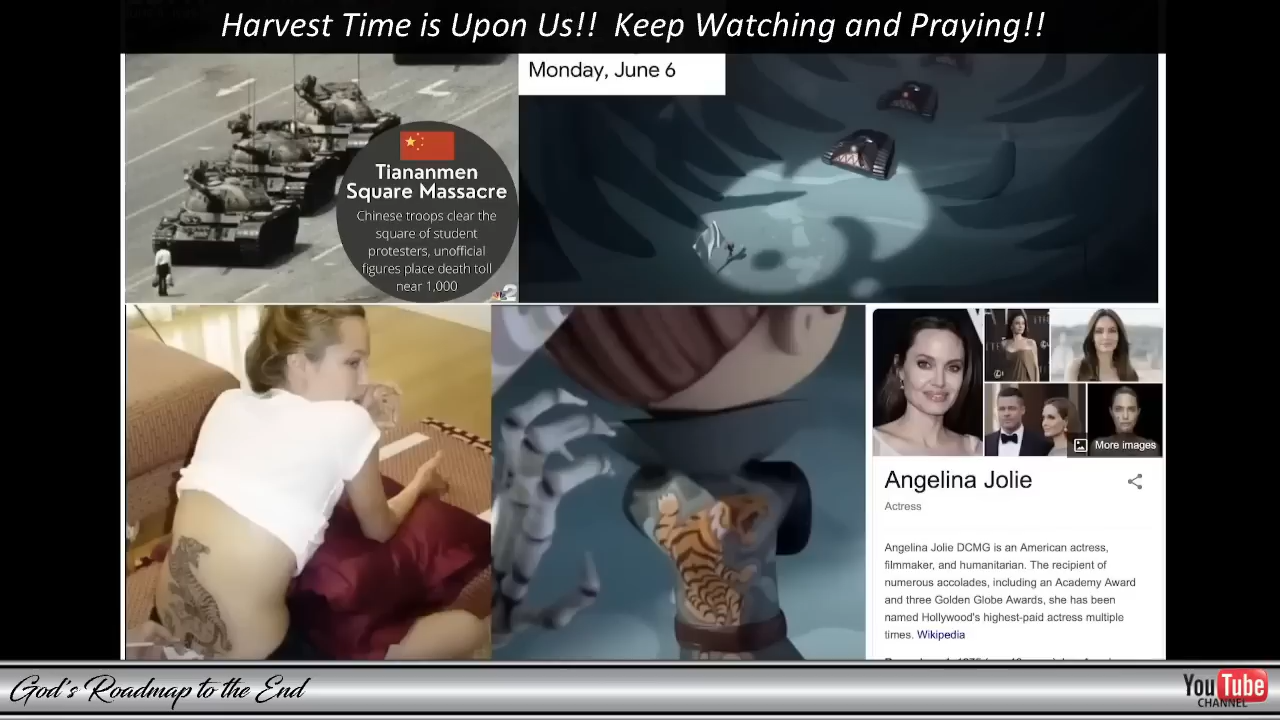 Harvest Time is Upon Us!!  Keep Watching and Praying!!
Monday, June 6
Tiananmen
Square Massacre
Chinese troops clear the
square of student
protesters, unofficial
figures place death toll
near 1,000
More images
Angelina Jolie
Actress
Angelina Jolie DCMG is an American actress,
filmmaker, and humanitarian. The recipient of
numerous accolades, including an Academy Award
and three Golden Globe Awards, she has been
named Hollywood's highest-paid actress multiple
times. Wikipedia
God's Roadmap to the End
YouTube
CHANNEL